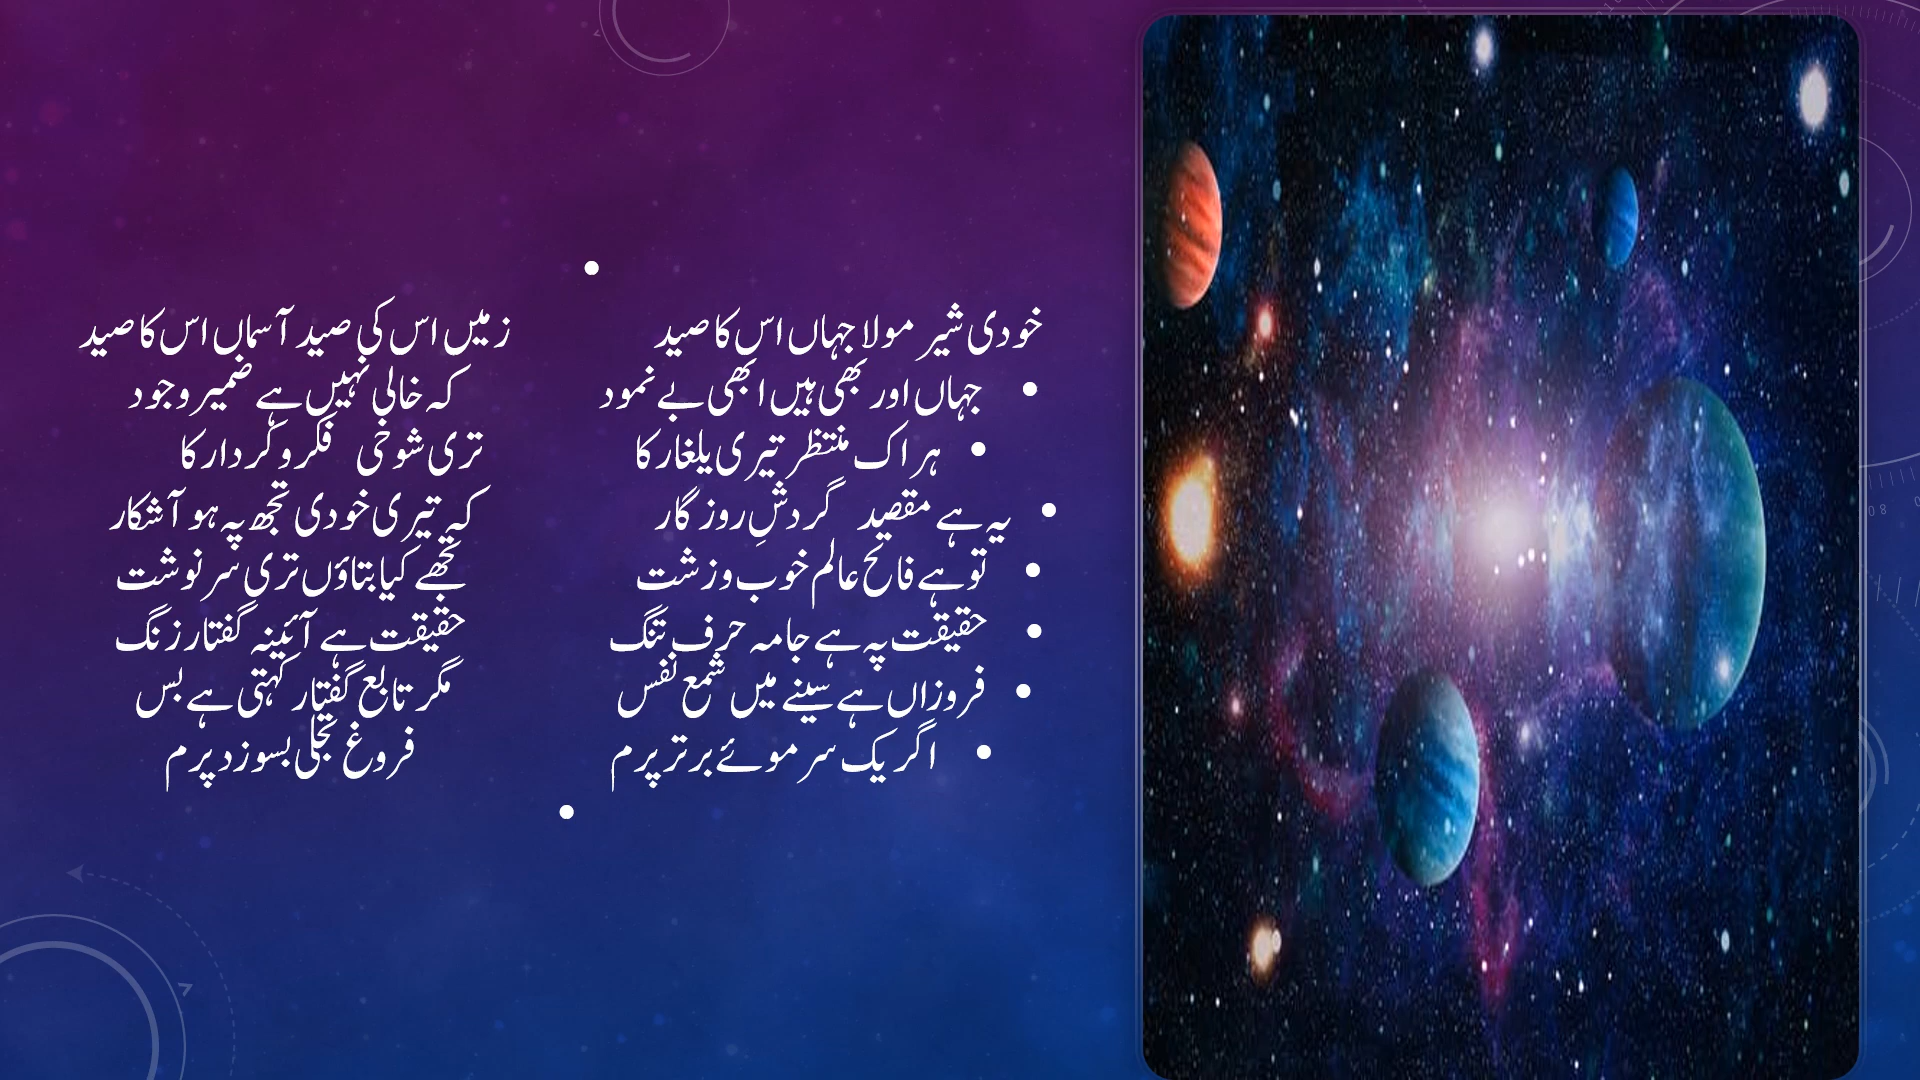 خودی شیر مولا جہاں اس کا صید زمیں اس کی صید آسماں اس کا صید
• جہاں اور بھی ہیں ابھی بے نمود کہ خالی نہیں ہے ضمیر وجود
• ہر اک منتظر تیری یلغار کا تری شوخی فکر و کردار کا
• یہ ہے مقصد گردشِ روزگار کہ تیری خودی تجھ پہ ہو آشکار
• تو ہے فاتح عالم خوب و زشت تجھے کیا بتاؤں تری سر نوشت
• حقیقت پہ ہے جامہ حرف تنگ حقیقت ہے آئینہ گفتار زنگ
• فروزاں ہے سینے میں شمع نفس مگر تابع گفتار کہتی ہے بس
• اگر یک سر موئے برتر پرم فروغ تجلی بسوزد پرم
08